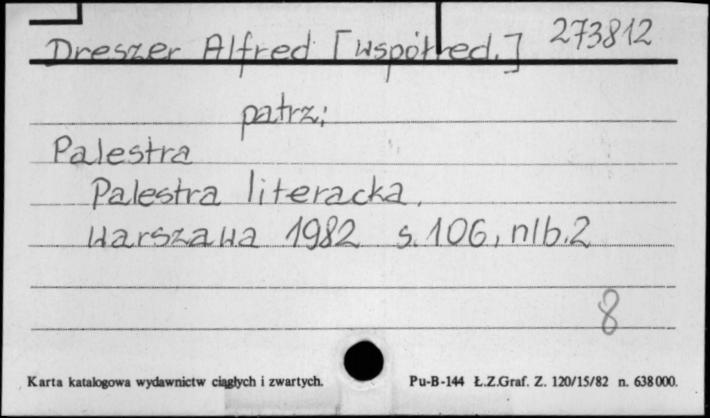 Dreszer Alfred [współred.] 273812
patrz:
Palestra
Palestra literacka.
Warszawa 1982 s.106, nlb.2
8
Karta katalogowa wydawnictw ciągłych i zwartych. Pu-B-144 Ł.Z.Graf. Z. 120/15/82 n. 638000.